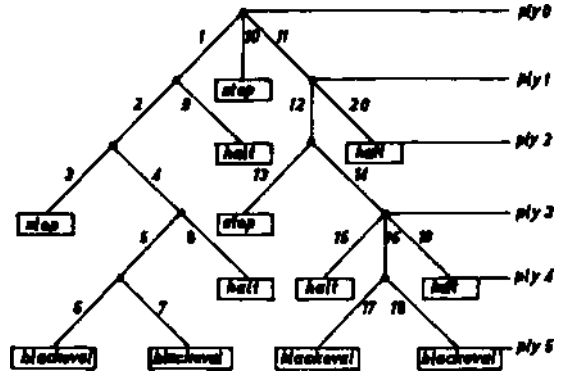 ply 0
1 10 11
stop
ply 1
2 9 12 20
halt
halt
ply 2
3 4 13 14
stop
stop
ply 3
5 8 15 16 19
halt
halt
halt
ply 4
6 7 17 18
blackeval
blackeval
blackeval
blackeval
ply 5